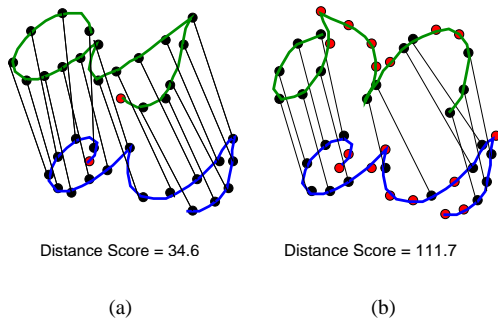 Distance Score = 34.6
Distance Score = 111.7
(a)
(b)